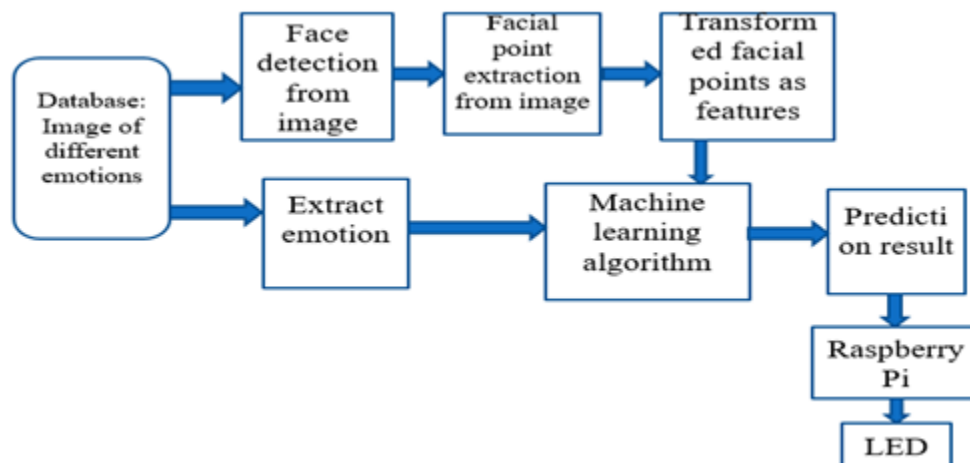 Database:
Image of
different
emotions
Face
detection
from
image
Facial
point
extraction
from image
Transform
ed facial
points as
features
Extract
emotion
Machine
learning
algorithm
Predicti
on result
Raspberry
Pi
LED